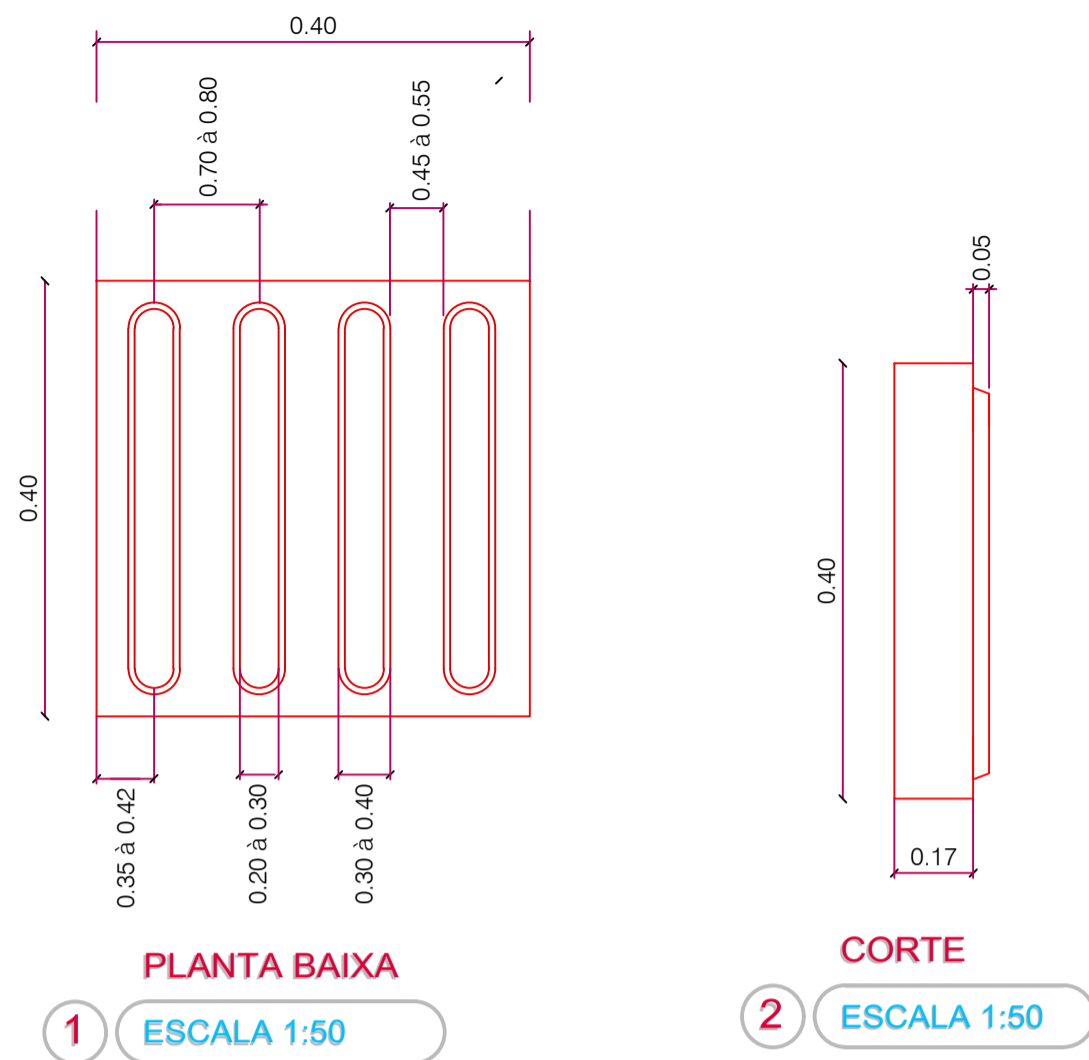 0.40
0.70 à 0.80
0.45 à 0.55
0.40
0.35 à 0.42
0.20 à 0.30
0.30 à 0.40
PLANTA BAIXA
1 ESCALA 1:50
0.05
0.40
0.17
CORTE
2 ESCALA 1:50